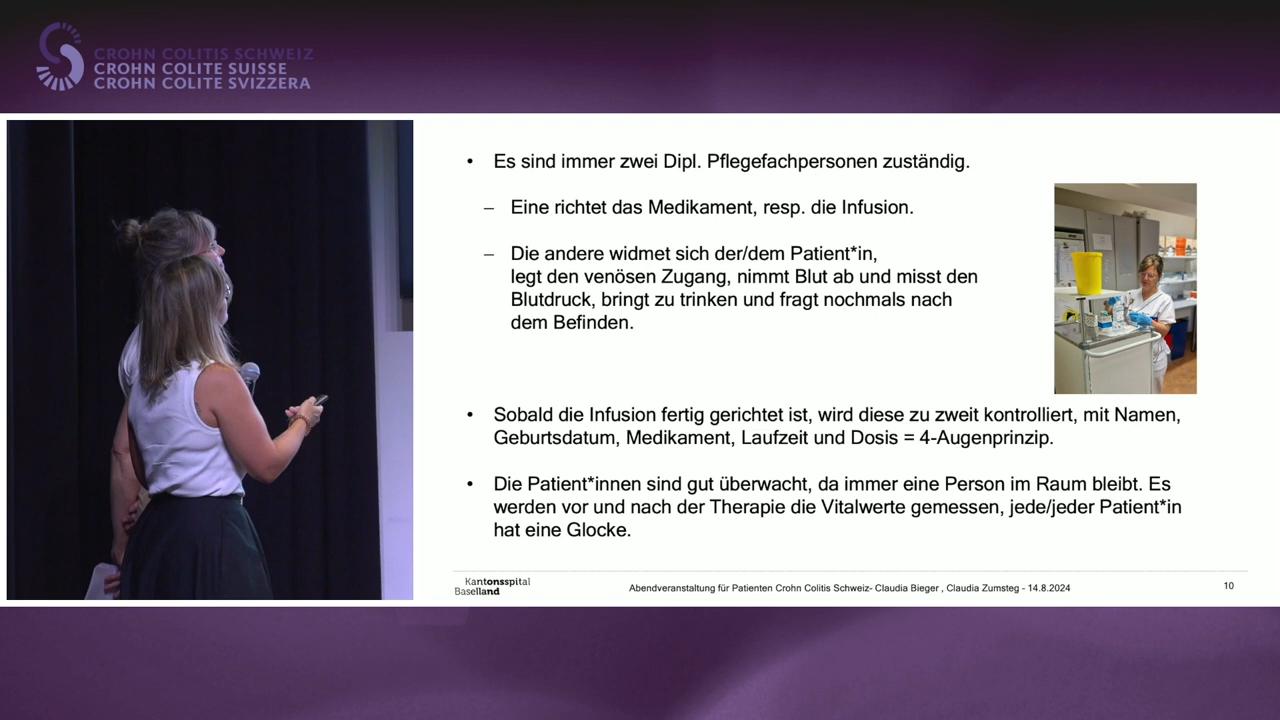 CROHN COLITIS SCHWEIZ
CROHN COLITE SUISSE
CROHN COLITE SVIZZERA
• Es sind immer zwei Dipl. Pflegefachpersonen zuständig.
– Eine richtet das Medikament, resp. die Infusion.
– Die andere widmet sich der/dem Patient*in,
legt den venösen Zugang, nimmt Blut ab und misst den
Blutdruck, bringt zu trinken und fragt nochmals nach
dem Befinden.
• Sobald die Infusion fertig gerichtet ist, wird diese zu zweit kontrolliert, mit Namen,
Geburtsdatum, Medikament, Laufzeit und Dosis = 4-Augenprinzip.
• Die Patient*innen sind gut überwacht, da immer eine Person im Raum bleibt. Es
werden vor und nach der Therapie die Vitalwerte gemessen, jede/jeder Patient*in
hat eine Glocke.
Kantonsspital
Baselland
Abendveranstaltung für Patienten Crohn Colitis Schweiz- Claudia Bieger , Claudia Zumsteg - 14.8.2024
10